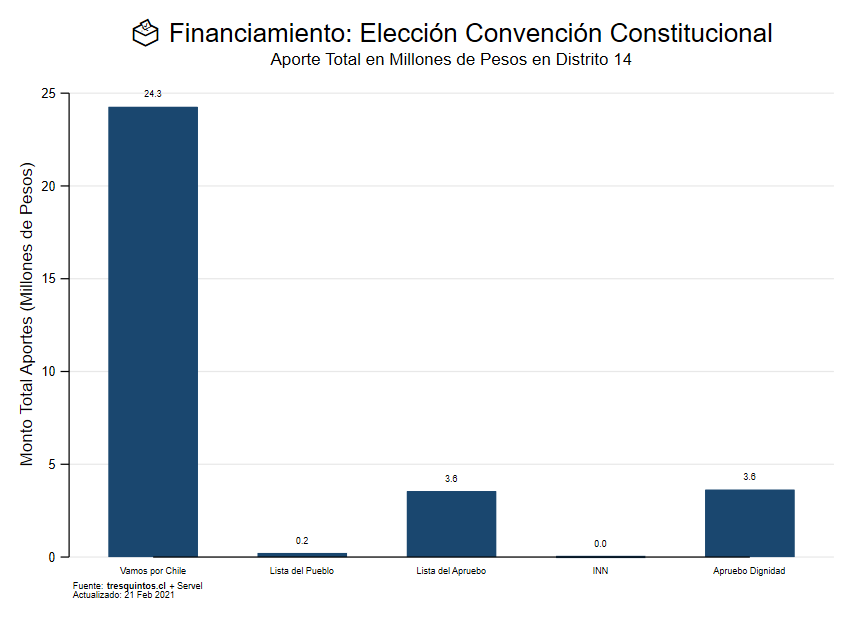 Financiamiento: Elección Convención Constitucional
Aporte Total en Millones de Pesos en Distrito 14
Monto Total Aportes (Millones de Pesos)
25
20
15
10
5
0
24.3
0.2
3.6
0.0
3.6
Vamos por Chile
Lista del Pueblo
Lista del Apruebo
INN
Apruebo Dignidad
Fuente: tresquintos.cl + Servel
Actualizado: 21 Feb 2021